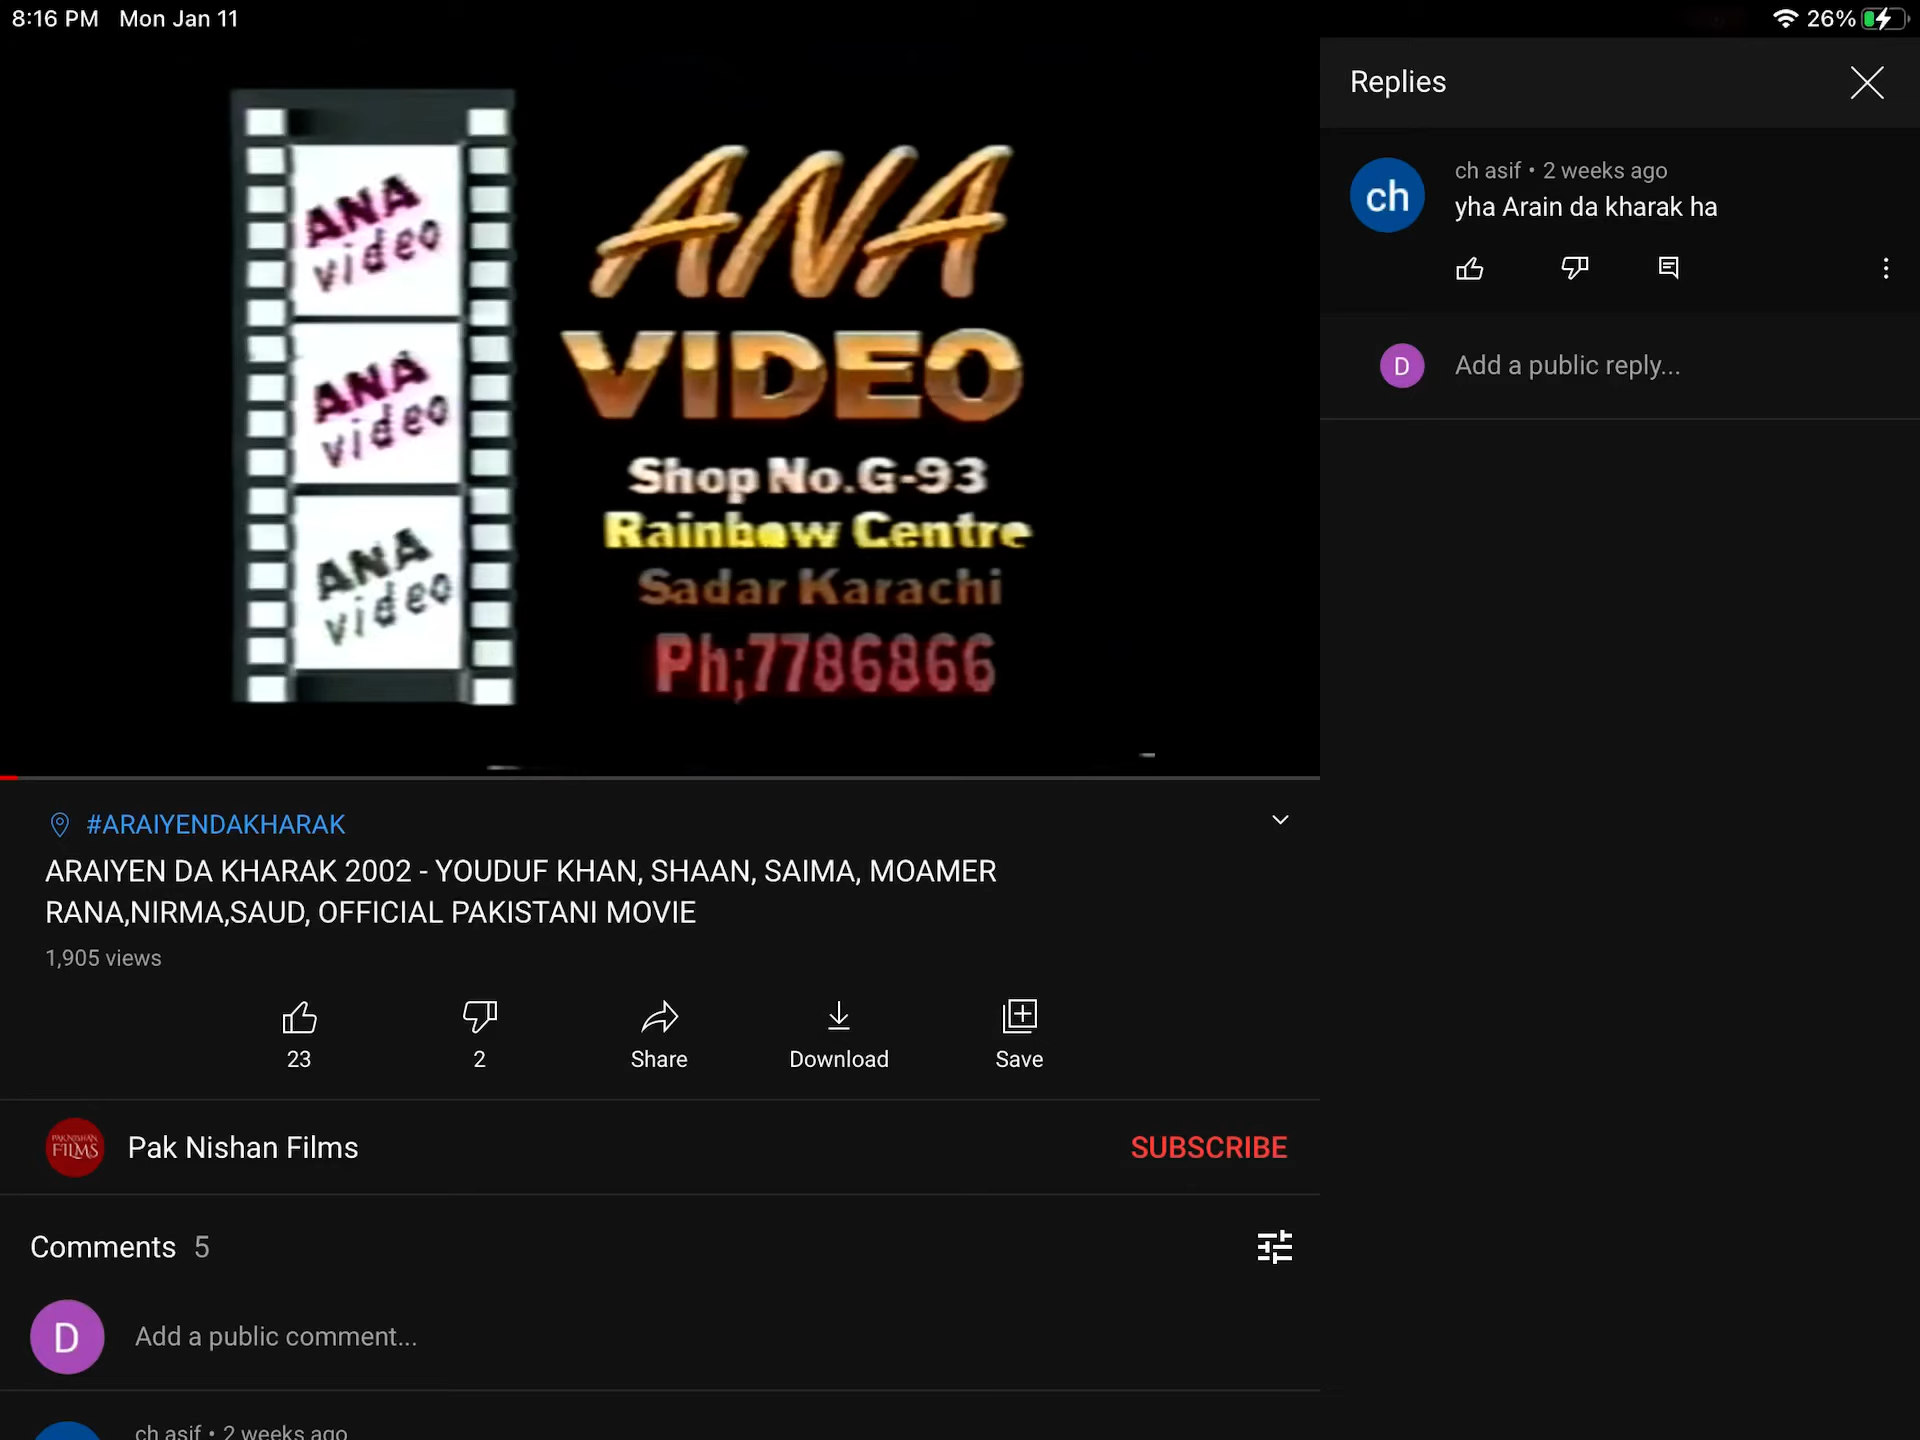 8:16 PM Mon Jan 11
26%
ANA
video
ANA
video
ANA
video
ANA
VIDEO
Shop No.G-93
Rainbow Centre
Sadar Karachi
Ph;7786866
#ARAIYENDAKHARAK
ARAIYEN DA KHARAK 2002 - YOUDUF KHAN, SHAAN, SAIMA, MOAMER
RANA,NIRMA,SAUD, OFFICIAL PAKISTANI MOVIE
1,905 views
23
2
Share
Download
Save
PAKNISHAN
FILMS
Pak Nishan Films
SUBSCRIBE
Comments 5
D
Add a public comment...
ch asif • 2 weeks ago
Replies
ch
ch asif • 2 weeks ago
yha Arain da kharak ha
D
Add a public reply...